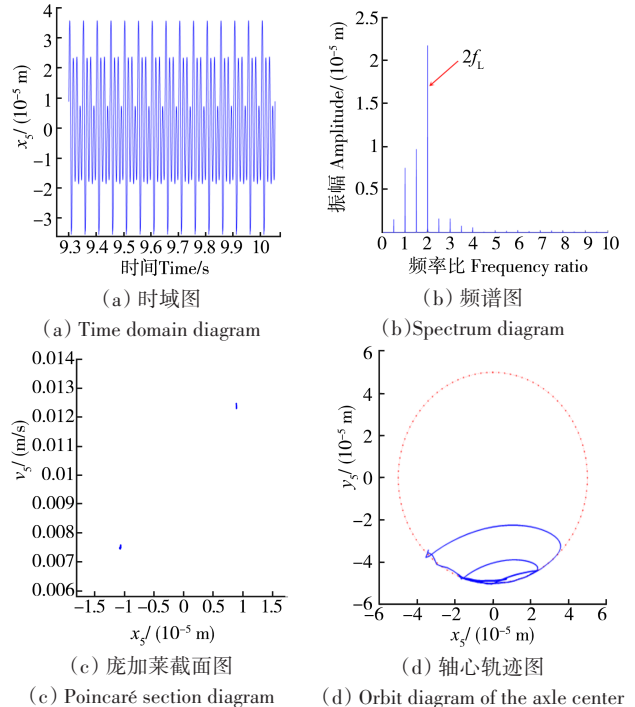 4
3
2
1
0
−1
−2
−3
x5/ (10−5 m)
9.3 9.4 9.5 9.6 9.7 9.8 9.9 10
时间Time/s
(a) 时域图
(a) Time domain diagram
2.5
2
1.5
1
0.5
振幅 Amplitude/ (10−5 m)
2fL
0 1 2 3 4 5 6 7 8 9 10
频率比 Frequency ratio
(b) 频谱图
(b)Spectrum diagram
0.014
0.013
0.012
0.011
0.01
0.009
0.008
0.007
0.006
v5/ (m/s)
−1.5 −1 −0.5 0 0.5 1 1.5
x5/ (10−5 m)
(c) 庞加莱截面图
(c) Poincaré section diagram
6
4
2
0
−2
−4
−6
y5/ (10−5 m)
−6 −4 −2 0 2 4 6
x5/ (10−5 m)
(d) 轴心轨迹图
(d) Orbit diagram of the axle center